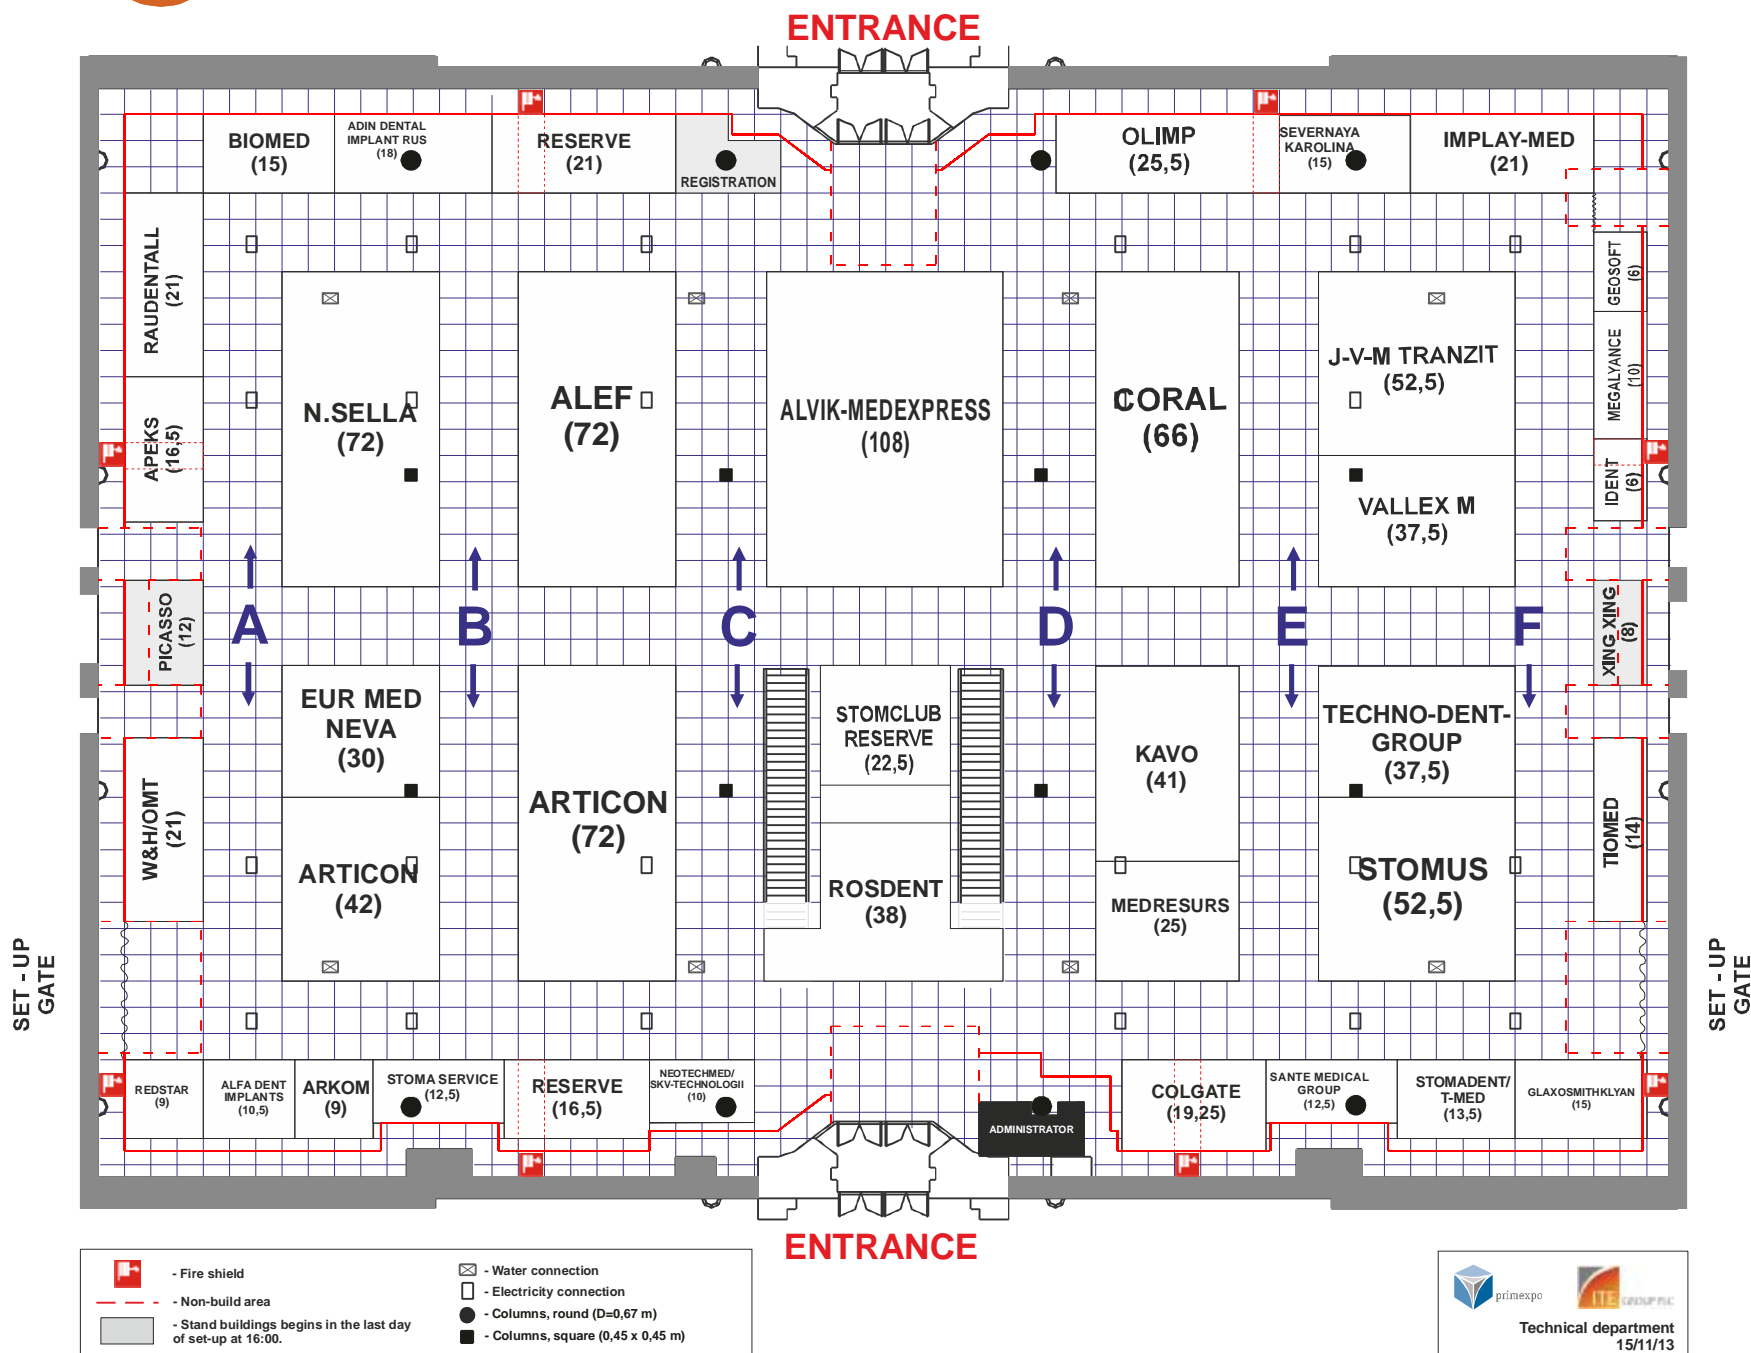 ENTRANCE
BIOMED
(15)
ADIN DENTAL
IMPLANT RUS
(18)
RESERVE
(21)
REGISTRATION
OLIMP
(25,5)
SEVERNAYA
KAROLINA
(15)
IMPLAY-MED
(21)
RAUDENTALL
(21)
APEKS
(16,5)
N.SELLA
(72)
ALEF
(72)
ALVIK-MEDEXPRESS
(108)
CORAL
(66)
J-V-M TRANZIT
(52,5)
VALLEX M
(37,5)
GEOSOFT
(6)
MEGALYANCE
(10)
IDENT
(6)
PICASSO
(12)
A
B
C
D
E
F
XING XING
(8)
EUR MED
NEVA
(30)
ARTICON
(42)
ARTICON
(72)
STOMCLUB
RESERVE
(22,5)
ROSDENT
(38)
KAVO
(41)
MEDRESURS
(25)
TECHNO-DENT-
GROUP
(37,5)
STOMUS
(52,5)
W&H/OMT
(21)
TIOMED
(14)
SET - UP
GATE
SET - UP
GATE
REDSTAR
(9)
ALFA DENT
IMPLANTS
(10,5)
ARKOM
(9)
STOMA SERVICE
(12,5)
RESERVE
(16,5)
NEOTECHMED/
SKV-TECHNOLOGII
(10)
ADMINISTRATOR
COLGATE
(19,25)
SANTE MEDICAL
GROUP
(12,5)
STOMADENT/
T-MED
(13,5)
GLAXOSMITHKLYAN
(15)
ENTRANCE
- Fire shield
- Non-build area
- Stand buildings begins in the last day
of set-up at 16:00.
- Water connection
- Electricity connection
- Columns, round (D=0,67 m)
- Columns, square (0,45 x 0,45 m)
primexpo
ITE GROUP PLC
Technical department
15/11/13